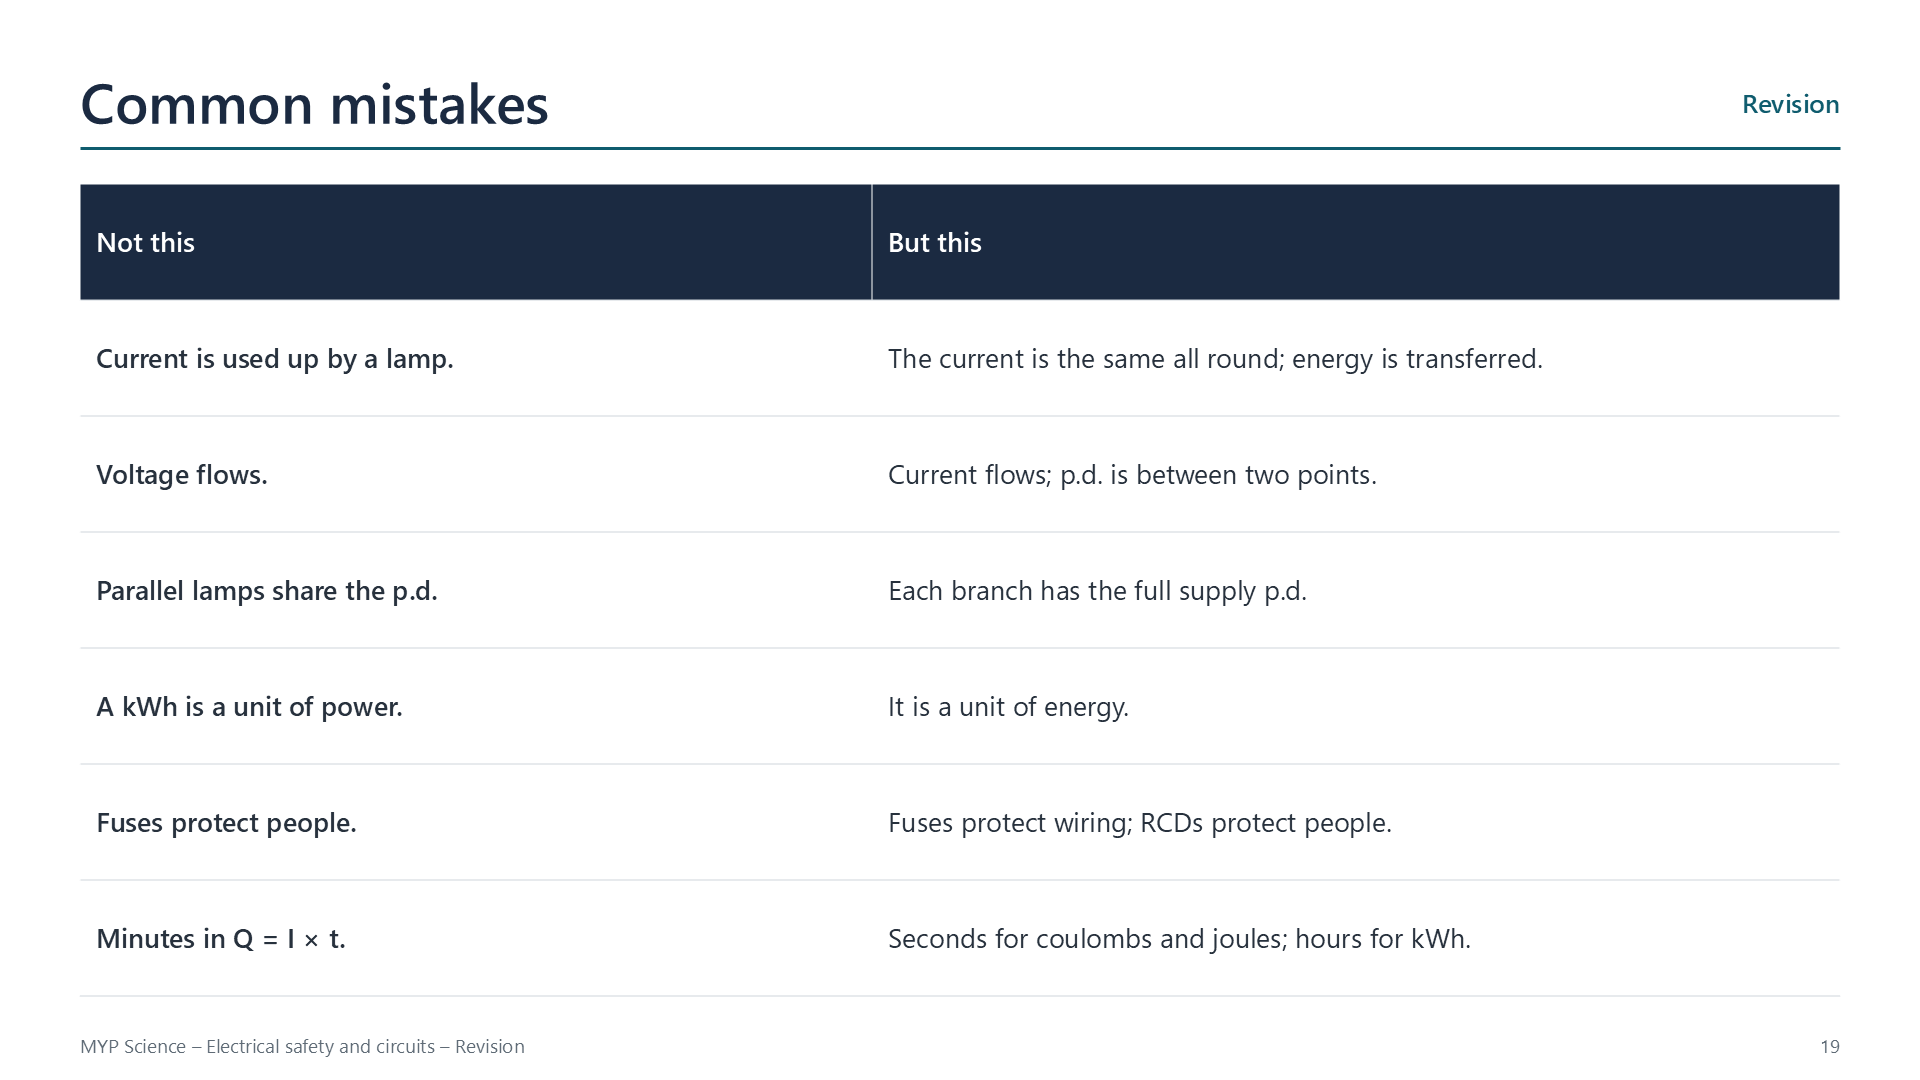 Common mistakes
Revision
Not this
But this
Current is used up by a lamp.
The current is the same all round; energy is transferred.
Voltage flows.
Current flows; p.d. is between two points.
Parallel lamps share the p.d.
Each branch has the full supply p.d.
A kWh is a unit of power.
It is a unit of energy.
Fuses protect people.
Fuses protect wiring; RCDs protect people.
Minutes in Q = I × t.
Seconds for coulombs and joules; hours for kWh.
MYP Science – Electrical safety and circuits – Revision
19